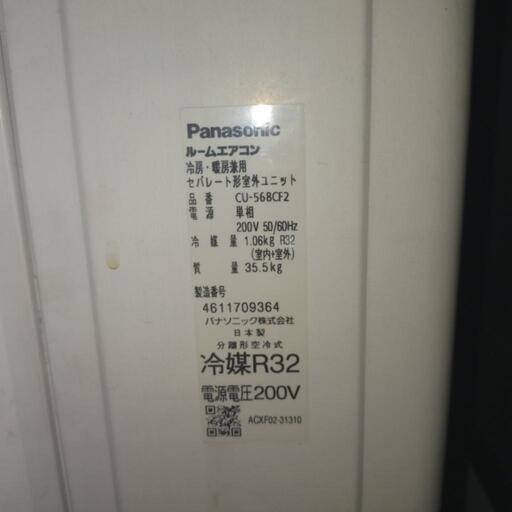 Panasonic
ルームエアコン
冷房・暖房兼用
セパレート形室外ユニット
品番 CU-568CF2
電源 単相
200V 50/60Hz
冷媒量 1.06kg R32
(室内+室外)
質量 35.5kg
製造番号
4611709364
パナソニック株式会社
日本製
分離形空冷式
冷媒R32
電源電圧200V
ACXF02-31310